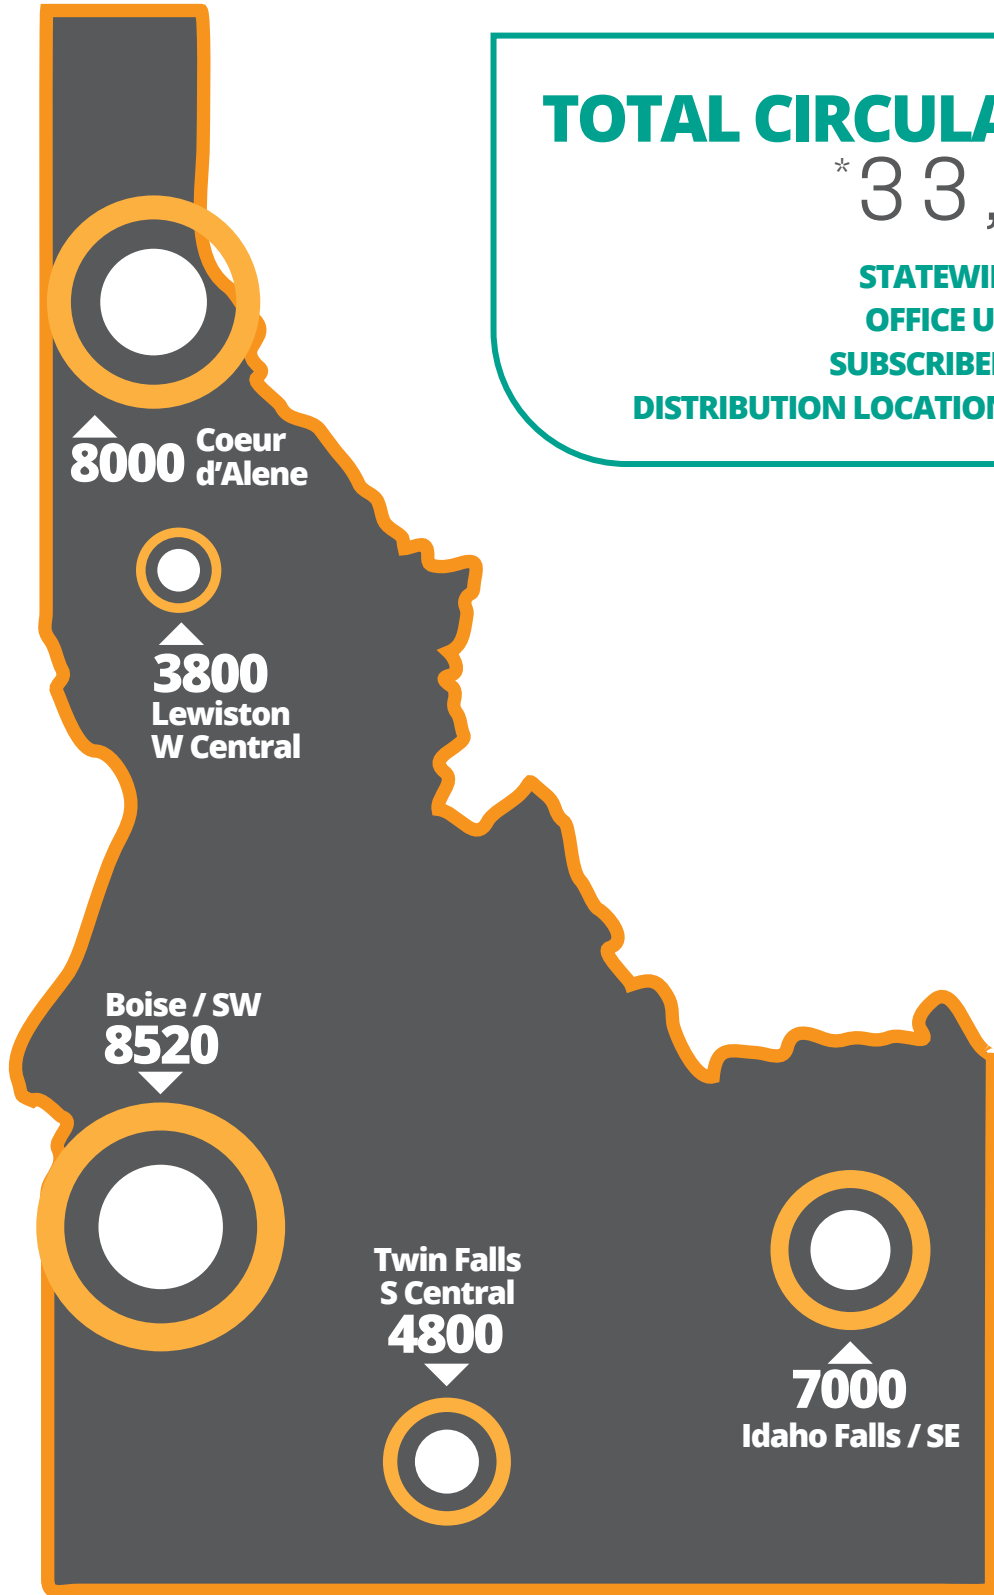 TOTAL CIRCULA
*33,
STATEWI
OFFICE U
SUBSCRIBE
DISTRIBUTION LOCATION
8000 Coeur
d'Alene
3800
Lewiston
W Central
Boise / SW
8520
Twin Falls
S Central
4800
7000
Idaho Falls / SE